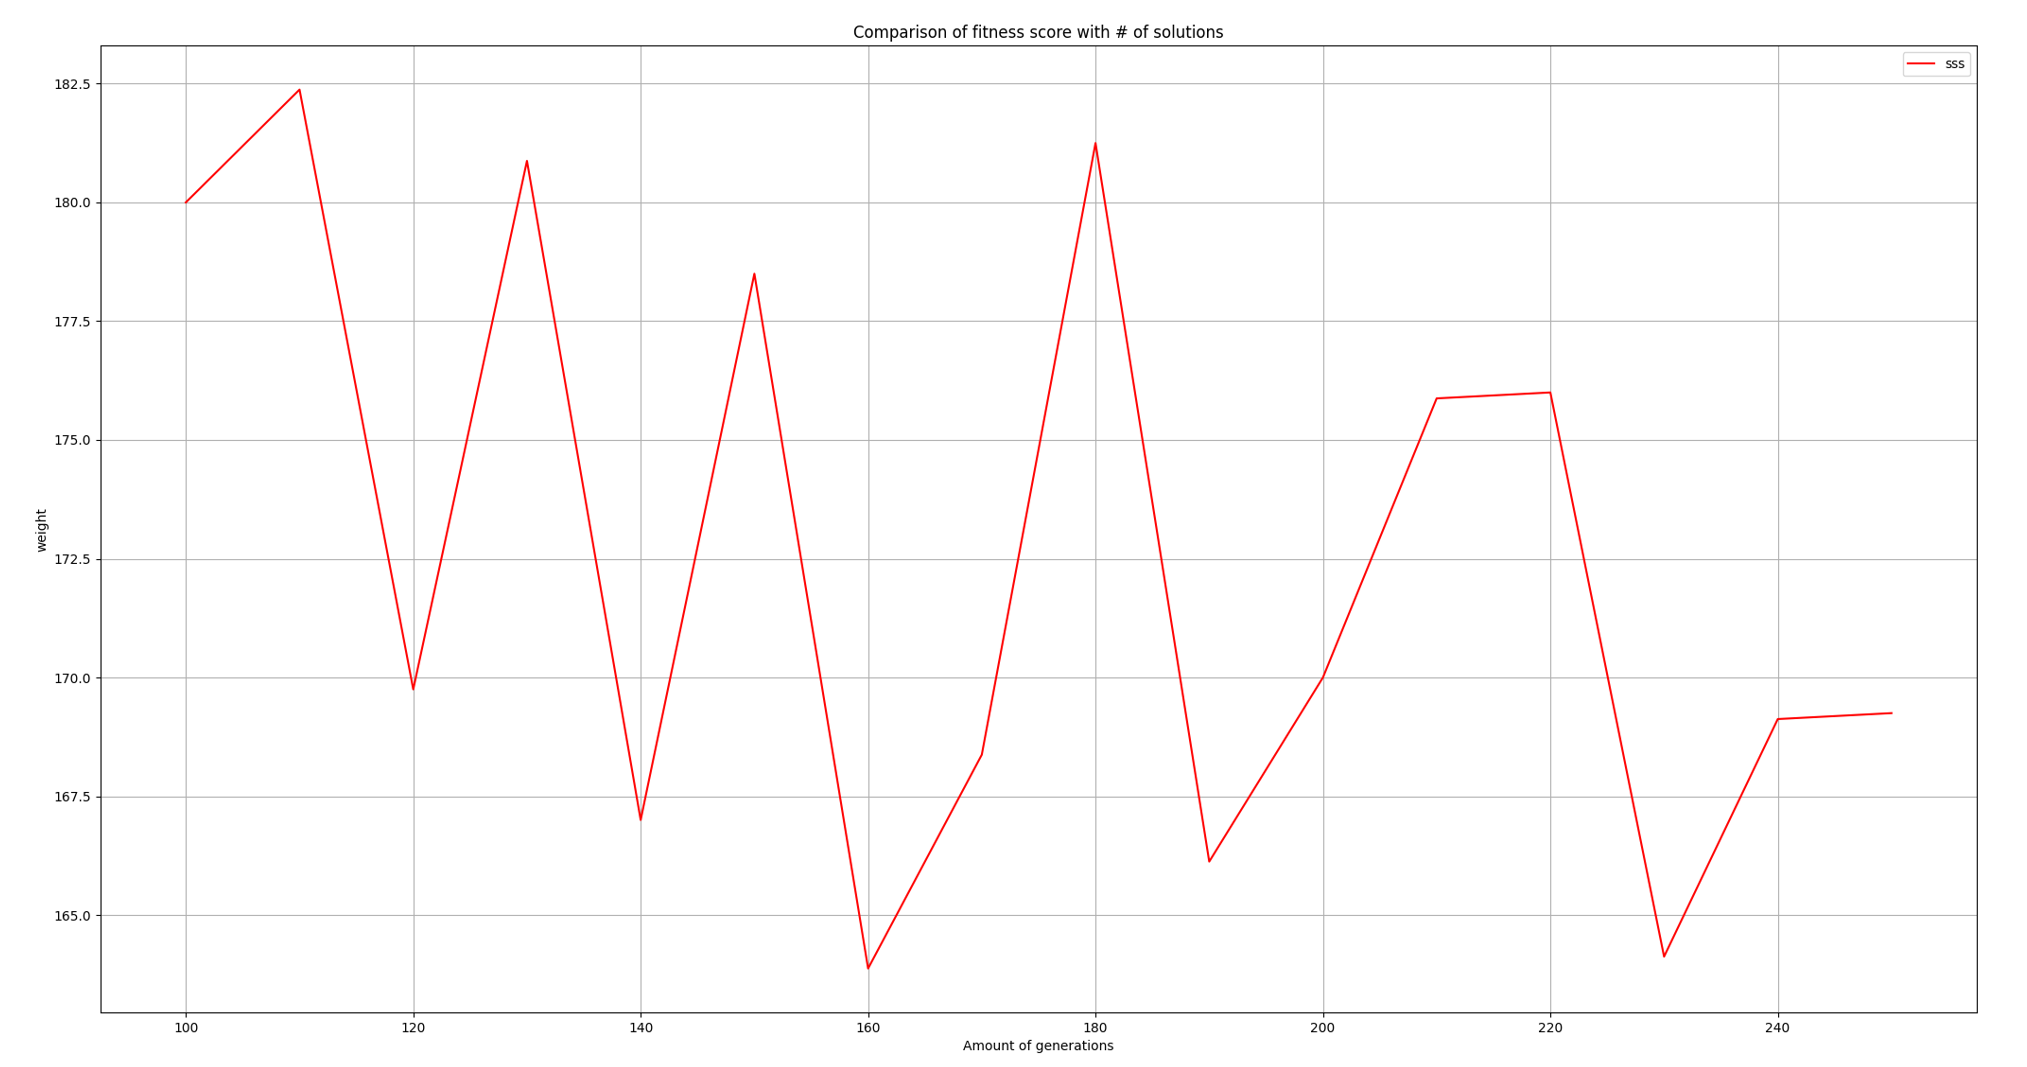 Comparison of fitness score with # of solutions
sss
182.5
180.0
177.5
175.0
172.5
170.0
167.5
165.0
weight
100 120 140 160 180 200 220 240
Amount of generations